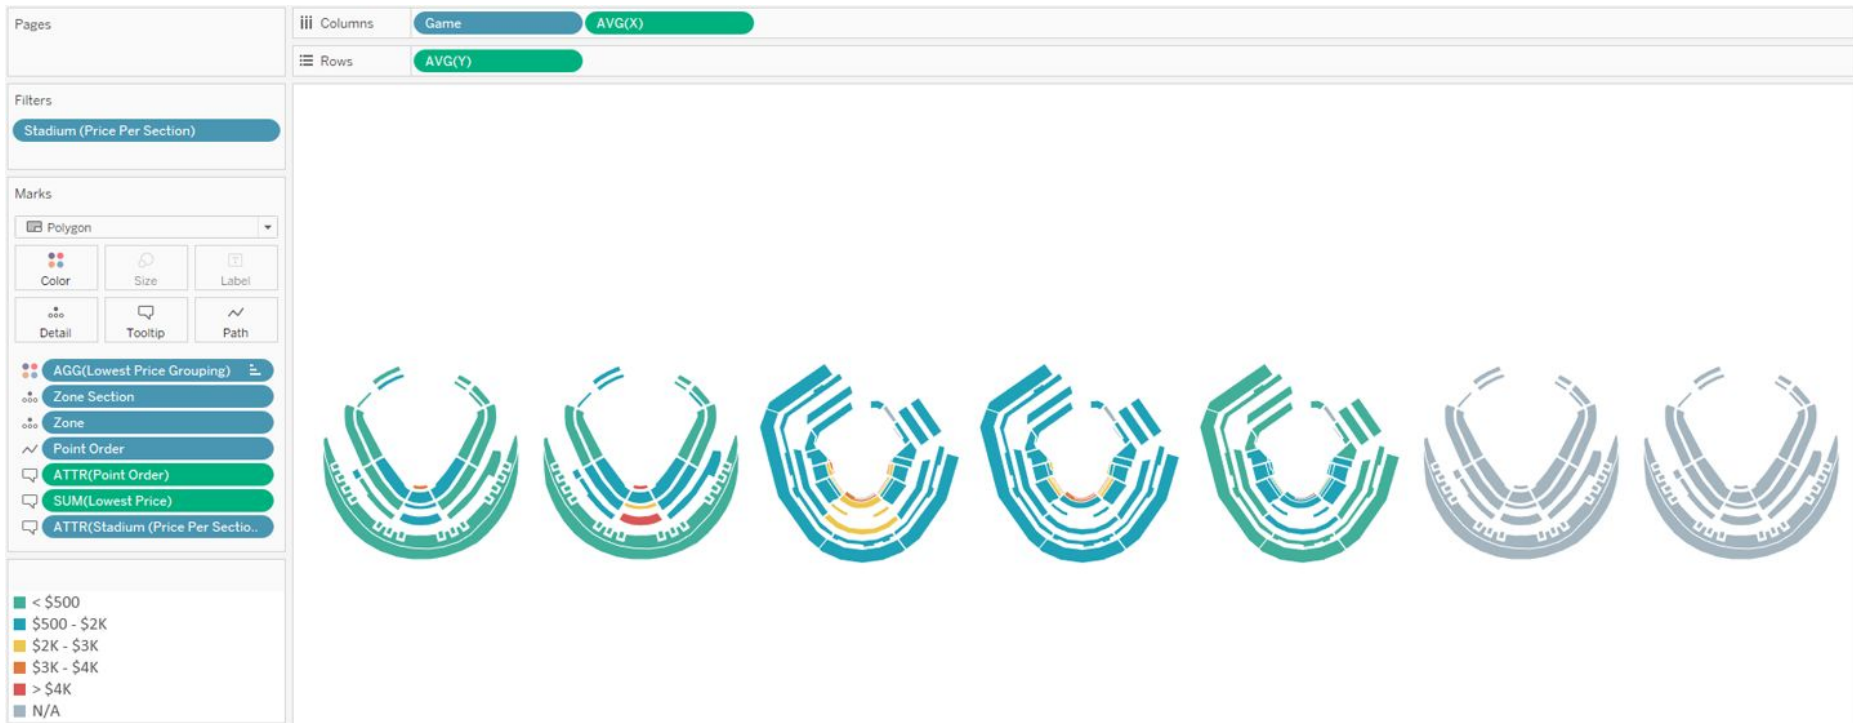 Pages
Columns
Game
AVG(X)
Rows
AVG(Y)
Filters
Stadium (Price Per Section)
Marks
Polygon
Color
Size
Label
Detail
Tooltip
Path
AGG(Lowest Price Grouping)
Zone Section
Zone
Point Order
ATTR(Point Order)
SUM(Lowest Price)
ATTR(Stadium (Price Per Sectio..
< $500
$500 - $2K
$2K - $3K
$3K - $4K
> $4K
N/A